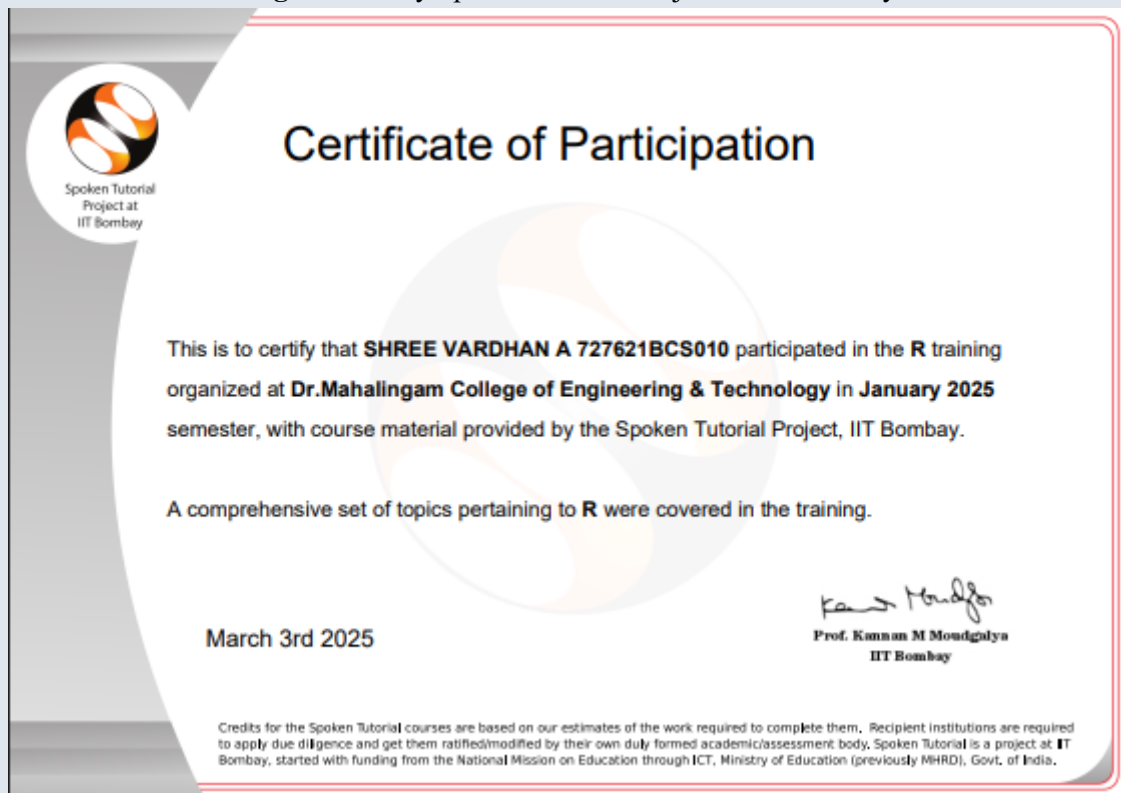 Spoken Tutorial
Project at
IIT Bombay
Certificate of Participation
This is to certify that SHREE VARDHAN A 727621BCS010 participated in the R training
organized at Dr.Mahalingam College of Engineering & Technology in January 2025
semester, with course material provided by the Spoken Tutorial Project, IIT Bombay.
A comprehensive set of topics pertaining to R were covered in the training.
March 3rd 2025
Prof. Kannan M Moudgalya
IIT Bombay
Credits for the Spoken Tutorial courses are based on our estimates of the work required to complete them, Recipient institutions are required
to apply due diligence and get them ratified/modified by their own duly formed academic/assessment body. Spoken Tutorial is a project at IIT
Bombay, started with funding from the National Mission on Education through ICT, Ministry of Education (previously MHRD), Govt. of India.